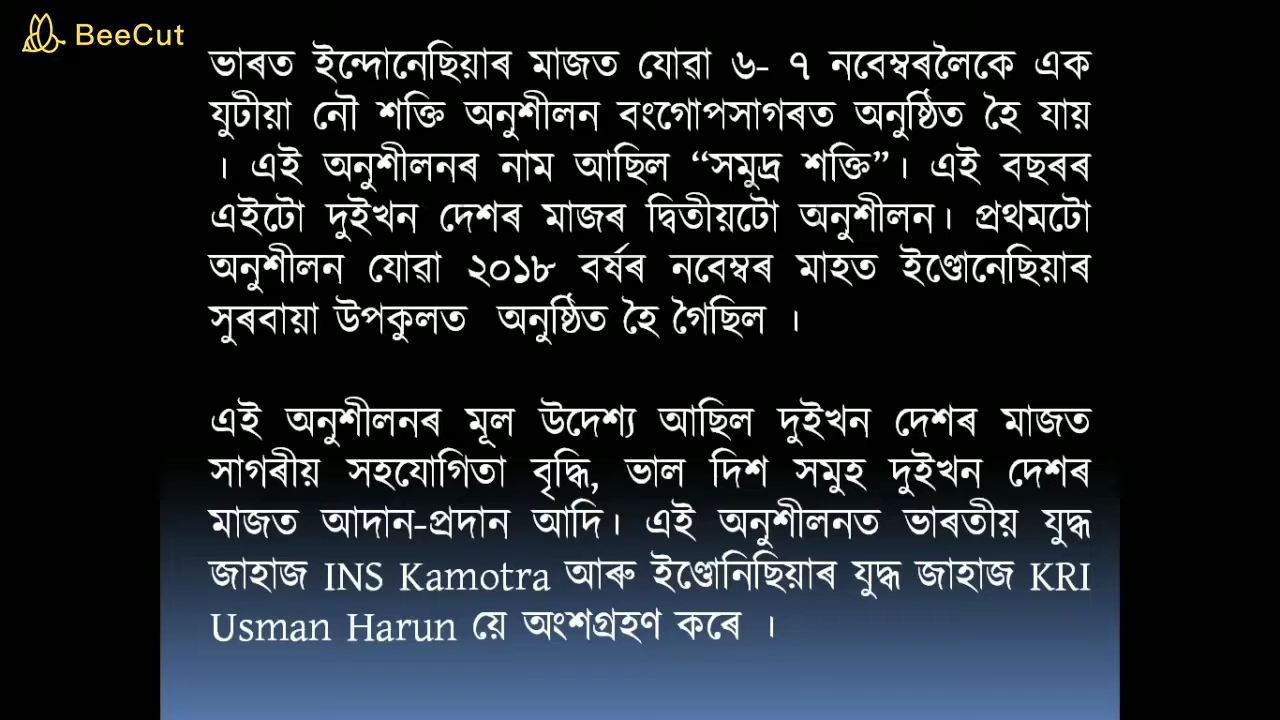 BeeCut
ভাৰত ইন্দোনেছিয়াৰ মাজত যোৱা ৬- ৭ নবেম্বৰলৈকে এক
যুটীয়া নৌ শক্তি অনুশীলন বংগোপসাগৰত অনুষ্ঠিত হৈ যায়
। এই অনুশীলনৰ নাম আছিল “সমুদ্ৰ শক্তি”। এই বছৰৰ
এইটো দুইখন দেশৰ মাজৰ দ্বিতীয়টো অনুশীলন। প্ৰথমটো
অনুশীলন যোৱা ২০১৮ বৰ্ষৰ নবেম্বৰ মাহত ইণ্ডোনেছিয়াৰ
সুৰবায়া উপকুলত অনুষ্ঠিত হৈ গৈছিল ।
এই অনুশীলনৰ মূল উদেশ্য আছিল দুইখন দেশৰ মাজত
সাগৰীয় সহযোগিতা বৃদ্ধি, ভাল দিশ সমুহ দুইখন দেশৰ
মাজত আদান-প্ৰদান আদি। এই অনুশীলনত ভাৰতীয় যুদ্ধ
জাহাজ INS Kamotra আৰু ইণ্ডোনিছিয়াৰ যুদ্ধ জাহাজ KRI
Usman Harun য়ে অংশগ্ৰহণ কৰে ।